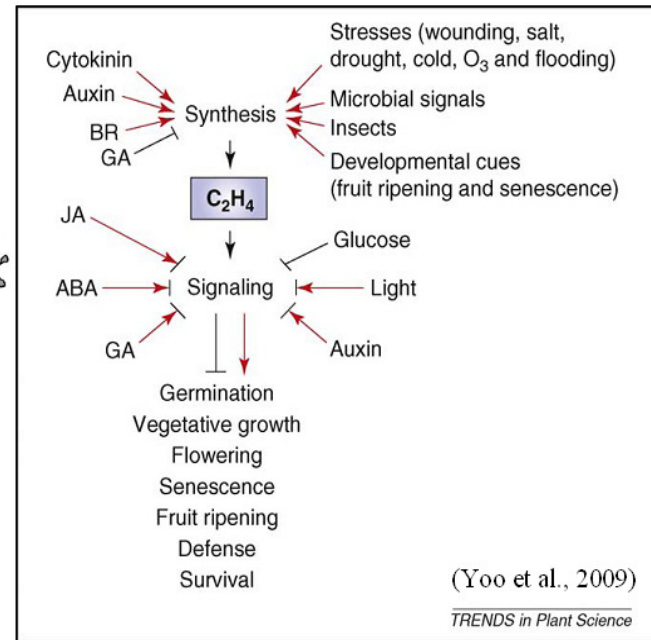 Cytokinin
Auxin
BR
GA
Synthesis
Stresses (wounding, salt,
drought, cold, O₃ and flooding)
Microbial signals
Insects
Developmental cues
(fruit ripening and senescence)
C₂H₄
JA
ABA
GA
Signaling
Glucose
Light
Auxin
Germination
Vegetative growth
Flowering
Senescence
Fruit ripening
Defense
Survival
(Yoo et al., 2009)
TRENDS in Plant Science